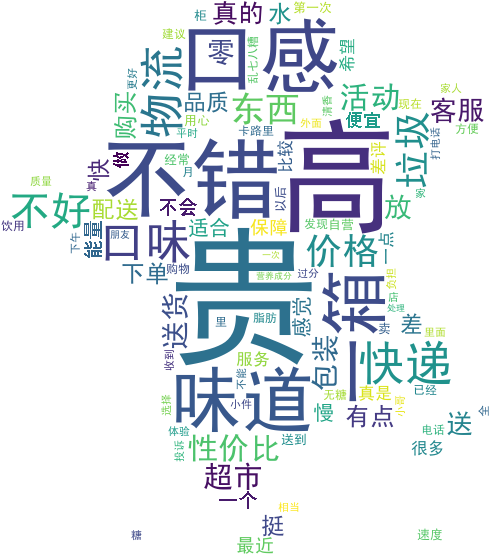 真的
水
第一次
柜
口感
零
乱七八糟
希望
建议
物流
更好
活动
家人
购买
品质
东西
清香
现在
客服
用心
平时
卡路里
外面
便宜
垃圾
打电话
方便
不错
高
快
做
经常
月
比较
差评
质量
真
以后
家
不好
配送
不会
放
饮用
能量
口味
适合
保障
发现自营
下午
朋友
贵
价格
一点
下单
购物
一次
营养成分
过分
箱
负担
店
处理
送货
里
脂肪
感觉
卖
差
里面
收到
服务
包装
一
快递
味道
不能
无糖
真是
已经
选择
小件
慢
有点
小哥
送
全
体验
投诉
性价比
送到
电话
很多
超市
一个
相当
挺
糖
最近
速度